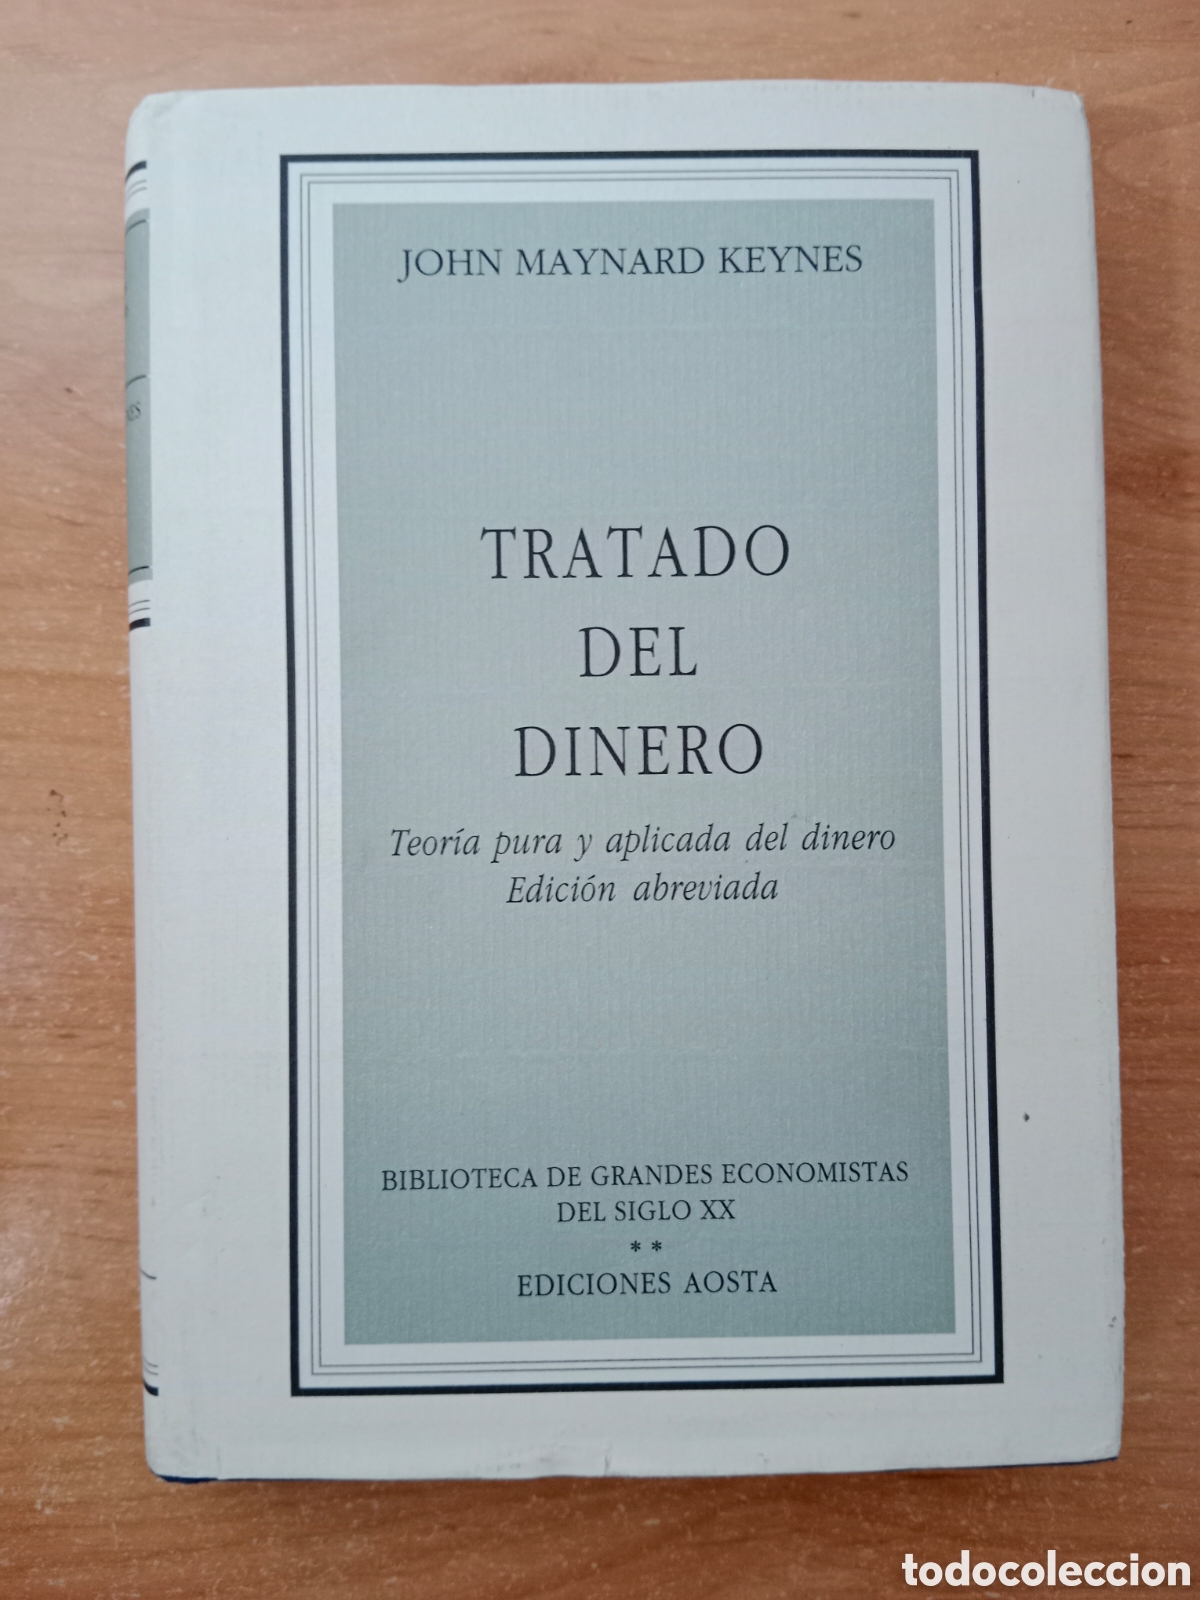 JOHN MAYNARD KEYNES
TRATADO
DEL
DINERO
Teoría pura y aplicada del dinero
Edición abreviada
BIBLIOTECA DE GRANDES ECONOMISTAS
DEL SIGLO XX
* *
EDICIONES AOSTA
todocoleccion